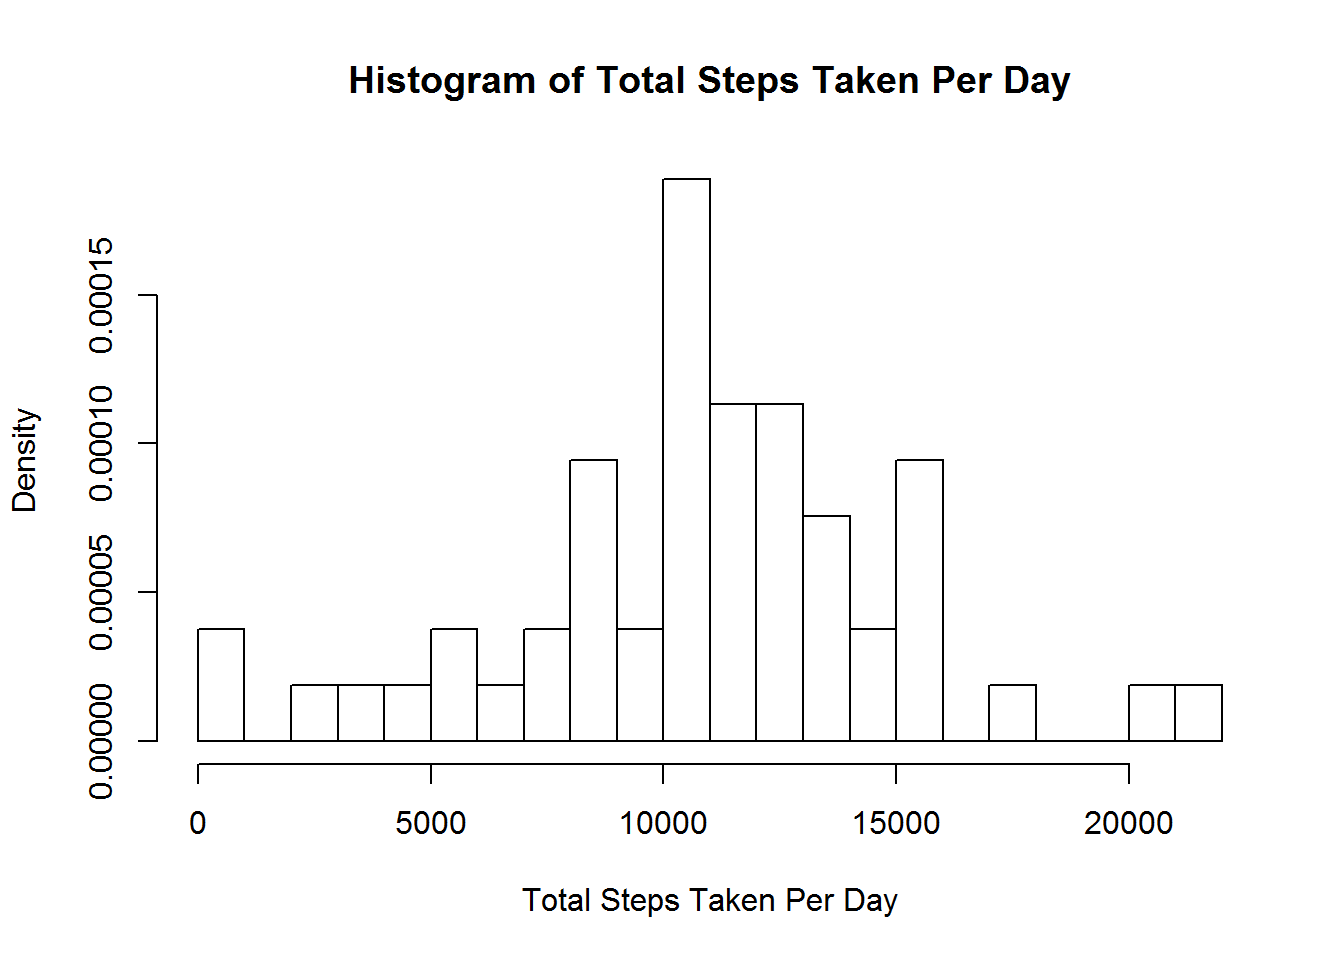 Histogram of Total Steps Taken Per Day
Density
0.00015
0.00010
0.00005
0.00000
0 5000 10000 15000 20000
Total Steps Taken Per Day